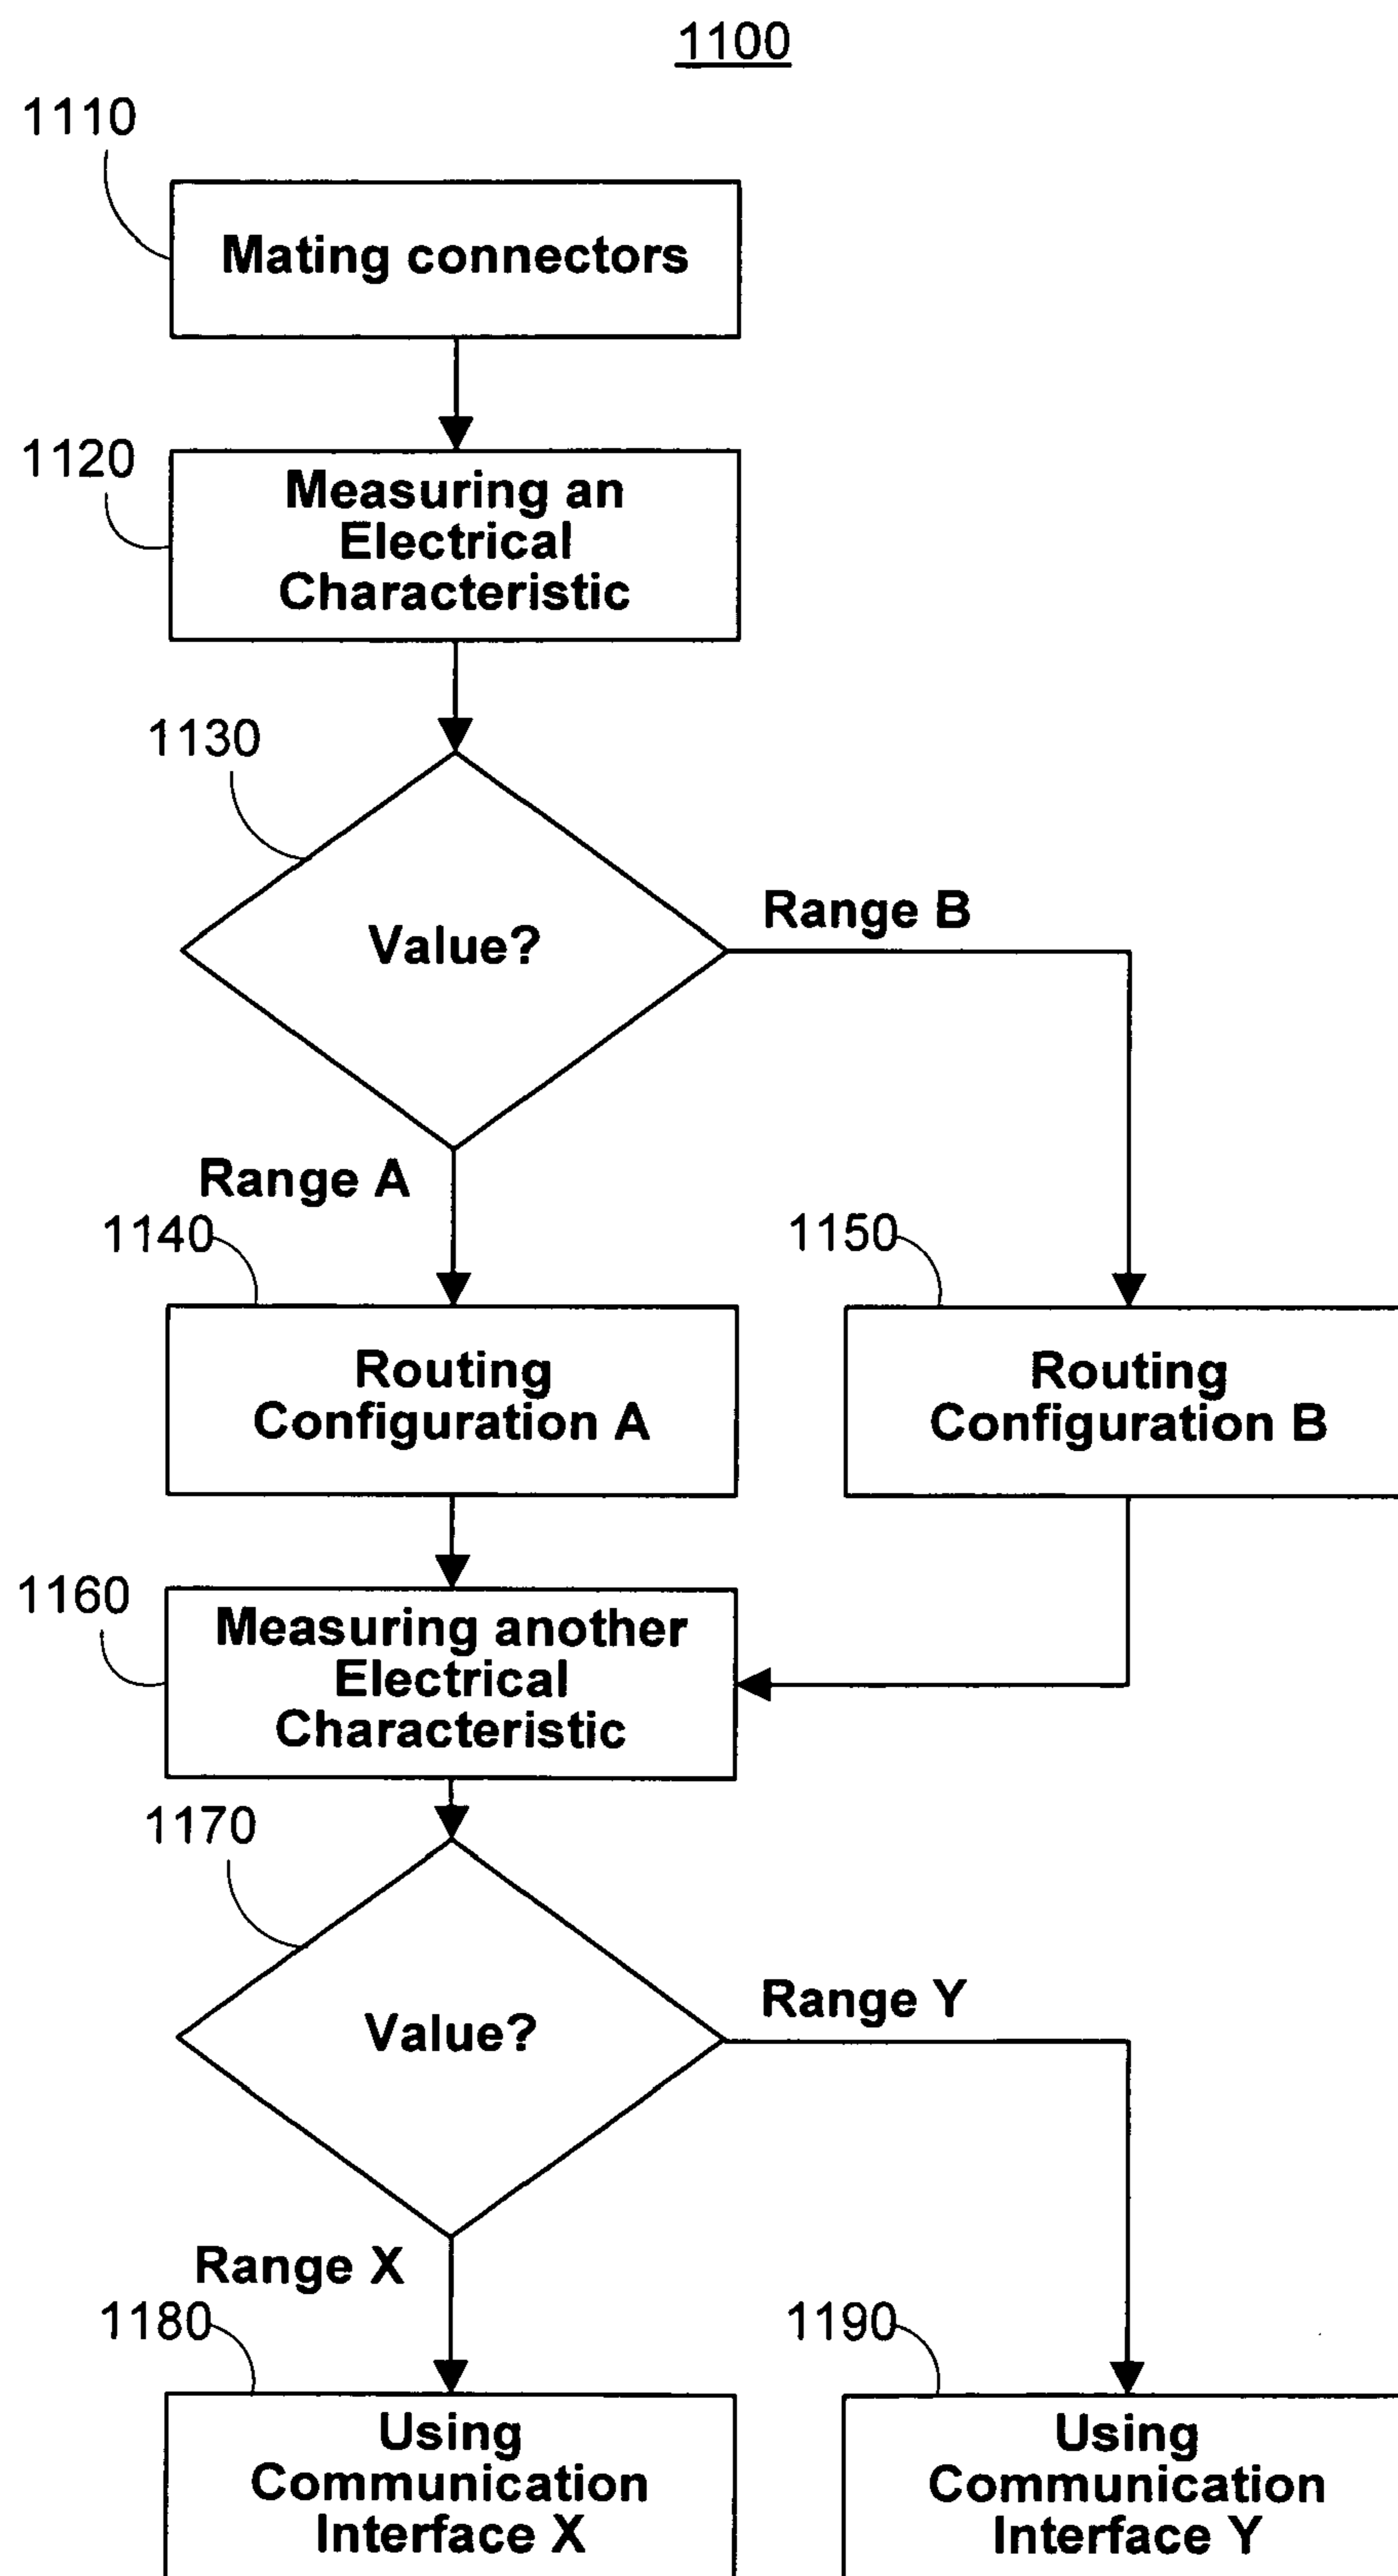 1100
1110
Mating connectors
1120
Measuring an
Electrical
Characteristic
1130
Value?
Range B
Range A
1140
1150
Routing
Configuration A
Routing
Configuration B
1160
Measuring another
Electrical
Characteristic
1170
Value?
Range Y
Range X
1180
1190
Using
Communication
Interface X
Using
Communication
Interface Y